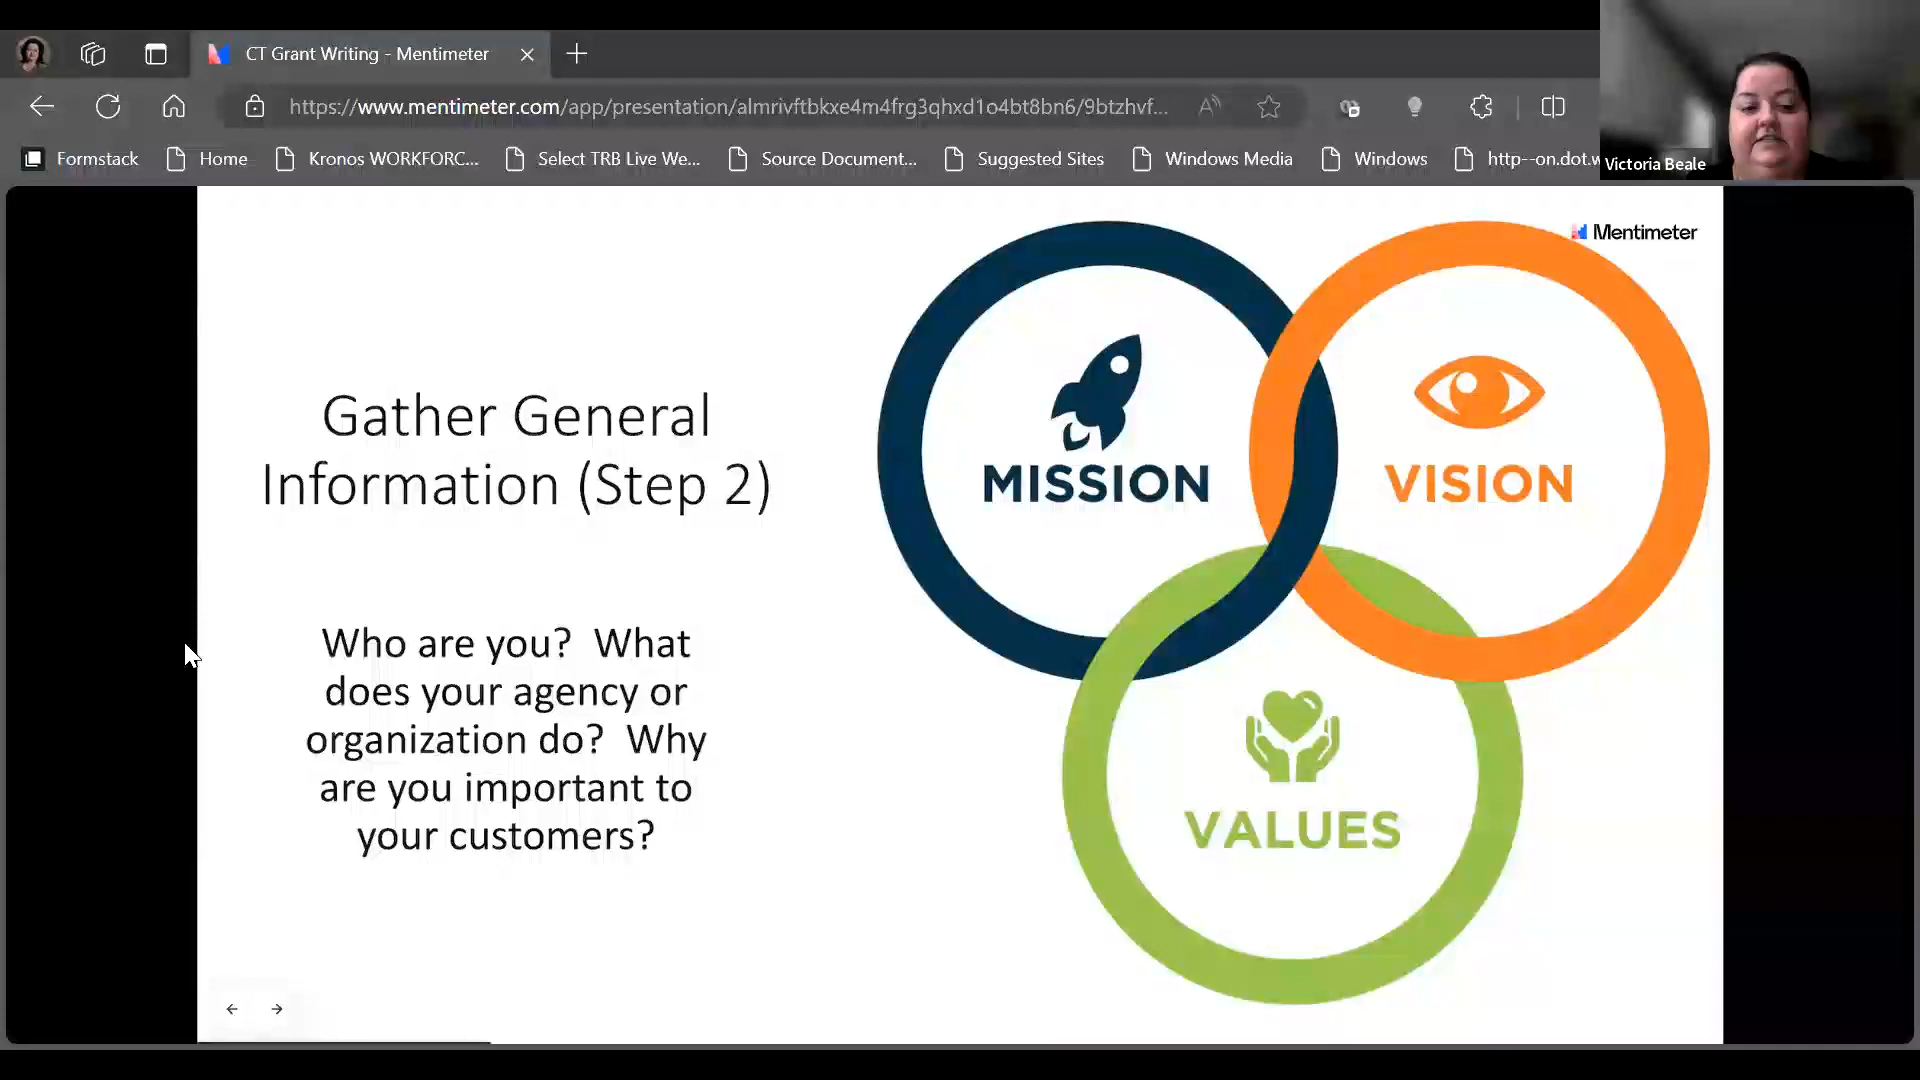 CT Grant Writing - Mentimeter
https://www.mentimeter.com/app/presentation/almrivftbkxe4m4frg3qhxd1o4bt8bn6/9btzhvf...
Formstack
Home
Kronos WORKFORC...
Select TRB Live We...
Source Document...
Suggested Sites
Windows Media
Windows
http--on.dot.w
Victoria Beale
Mentimeter
Gather General
Information (Step 2)
Who are you? What
does your agency or
organization do? Why
are you important to
your customers?
MISSION
VISION
VALUES